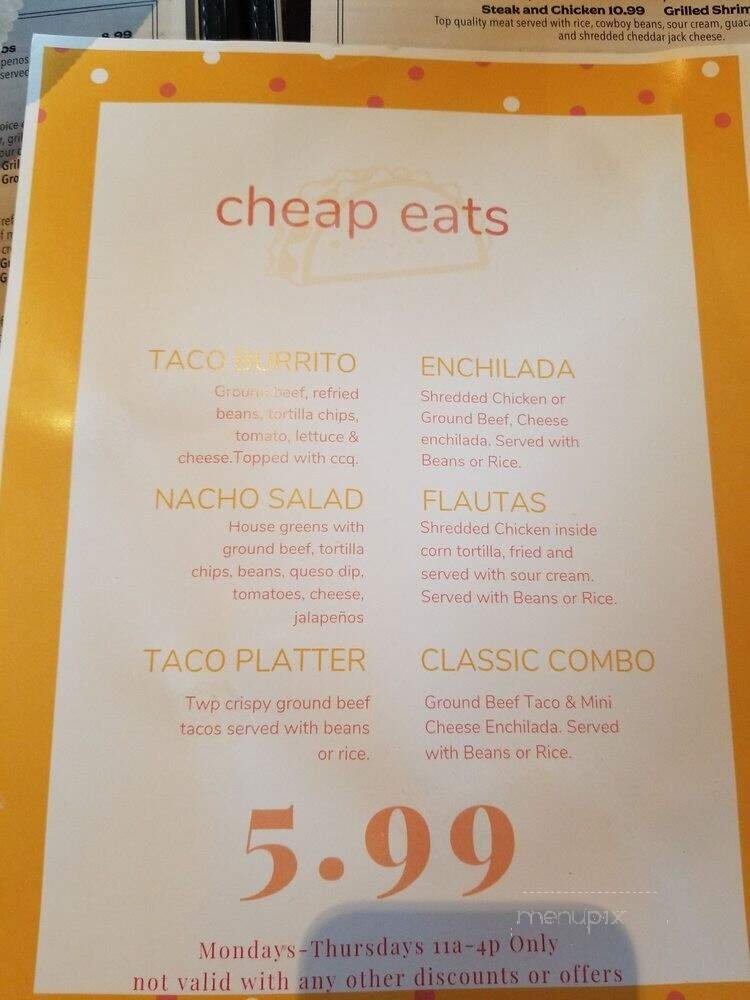 8.99
Steak and Chicken 10.99 Grilled Shrim
Top quality meat served with rice, cowboy beans, sour cream, guac
and shredded cheddar jack cheese.
cheap eats
TACO BURRITO
Ground beef, refried
beans, tortilla chips,
tomato, lettuce &
cheese.Topped with ccq.
NACHO SALAD
House greens with
ground beef, tortilla
chips, beans, queso dip,
tomatoes, cheese,
jalapeños
TACO PLATTER
Twp crispy ground beef
tacos served with beans
or rice.
ENCHILADA
Shredded Chicken or
Ground Beef, Cheese
enchilada. Served with
Beans or Rice.
FLAUTAS
Shredded Chicken inside
corn tortilla, fried and
served with sour cream.
Served with Beans or Rice.
CLASSIC COMBO
Ground Beef Taco & Mini
Cheese Enchilada. Served
with Beans or Rice.
5.99
menupix
Mondays-Thursdays 11a-4p Only
not valid with any other discounts or offers